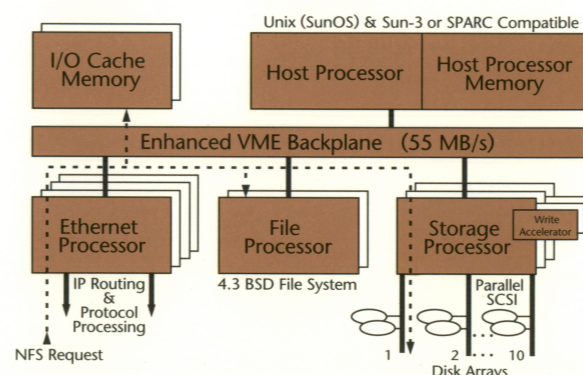 Unix (SunOS) & Sun-3 or SPARC Compatible
I/O Cache
Memory
Host Processor
Host Processor
Memory
Enhanced VME Backplane (55 MB/s)
Ethernet
Processor
File
Processor
Storage
Processor
Write
Accelerator
IP Routing
&
Protocol
Processing
4.3 BSD File System
Parallel
SCSI
NFS Request
1
2
10
Disk Arrays